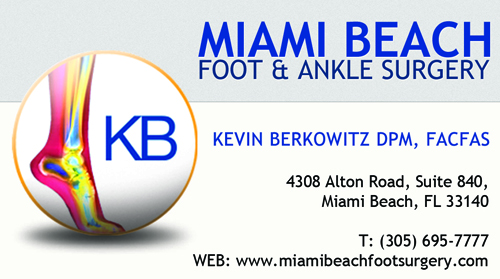 MIAMI BEACH
FOOT & ANKLE SURGERY
KB
KEVIN BERKOWITZ DPM, FACFAS
4308 Alton Road, Suite 840,
Miami Beach, FL 33140
T: (305) 695-7777
WEB: www.miamibeachfootsurgery.com